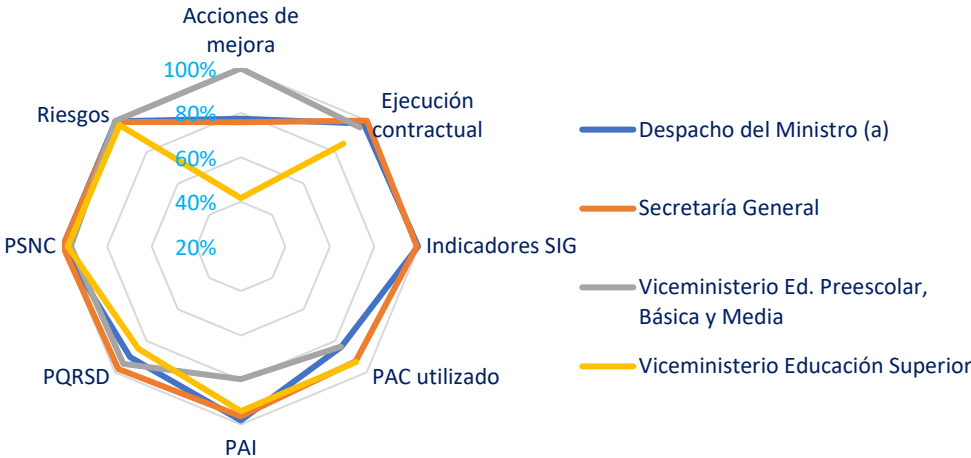 Acciones de
mejora
100%
80%
60%
40%
20%
Ejecución
contractual
Indicadores SIG
PAC utilizado
PAI
PQRSD
PSNC
Riesgos
Despacho del Ministro (a)
Secretaría General
Viceministerio Ed. Preescolar,
Básica y Media
Viceministerio Educación Superior